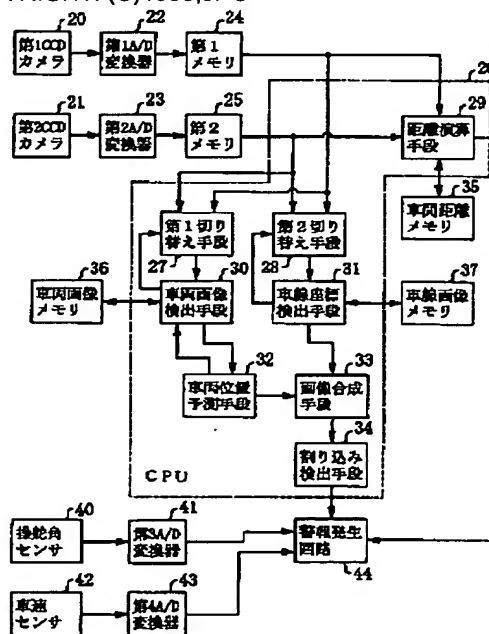 20
22
24
第1CCD
カメラ
第1A/D
変換器
第1
メモリ
26
21
23
25
29
第2CCD
カメラ
第2A/D
変換器
第2
メモリ
距離演算
手段
35
車間距離
メモリ
第1切り
替え手段
第2切り
替え手段
27
30
28
31
36
37
車両画像
メモリ
車両画像
検出手段
車線座標
検出手段
車線画像
メモリ
32
33
車両位置
予測手段
画像合成
手段
34
割り込み
検出手段
CPU
40
41
操舵角
センサ
第3A/D
変換器
警報発生
回路
44
42
43
車速
センサ
第4A/D
変換器